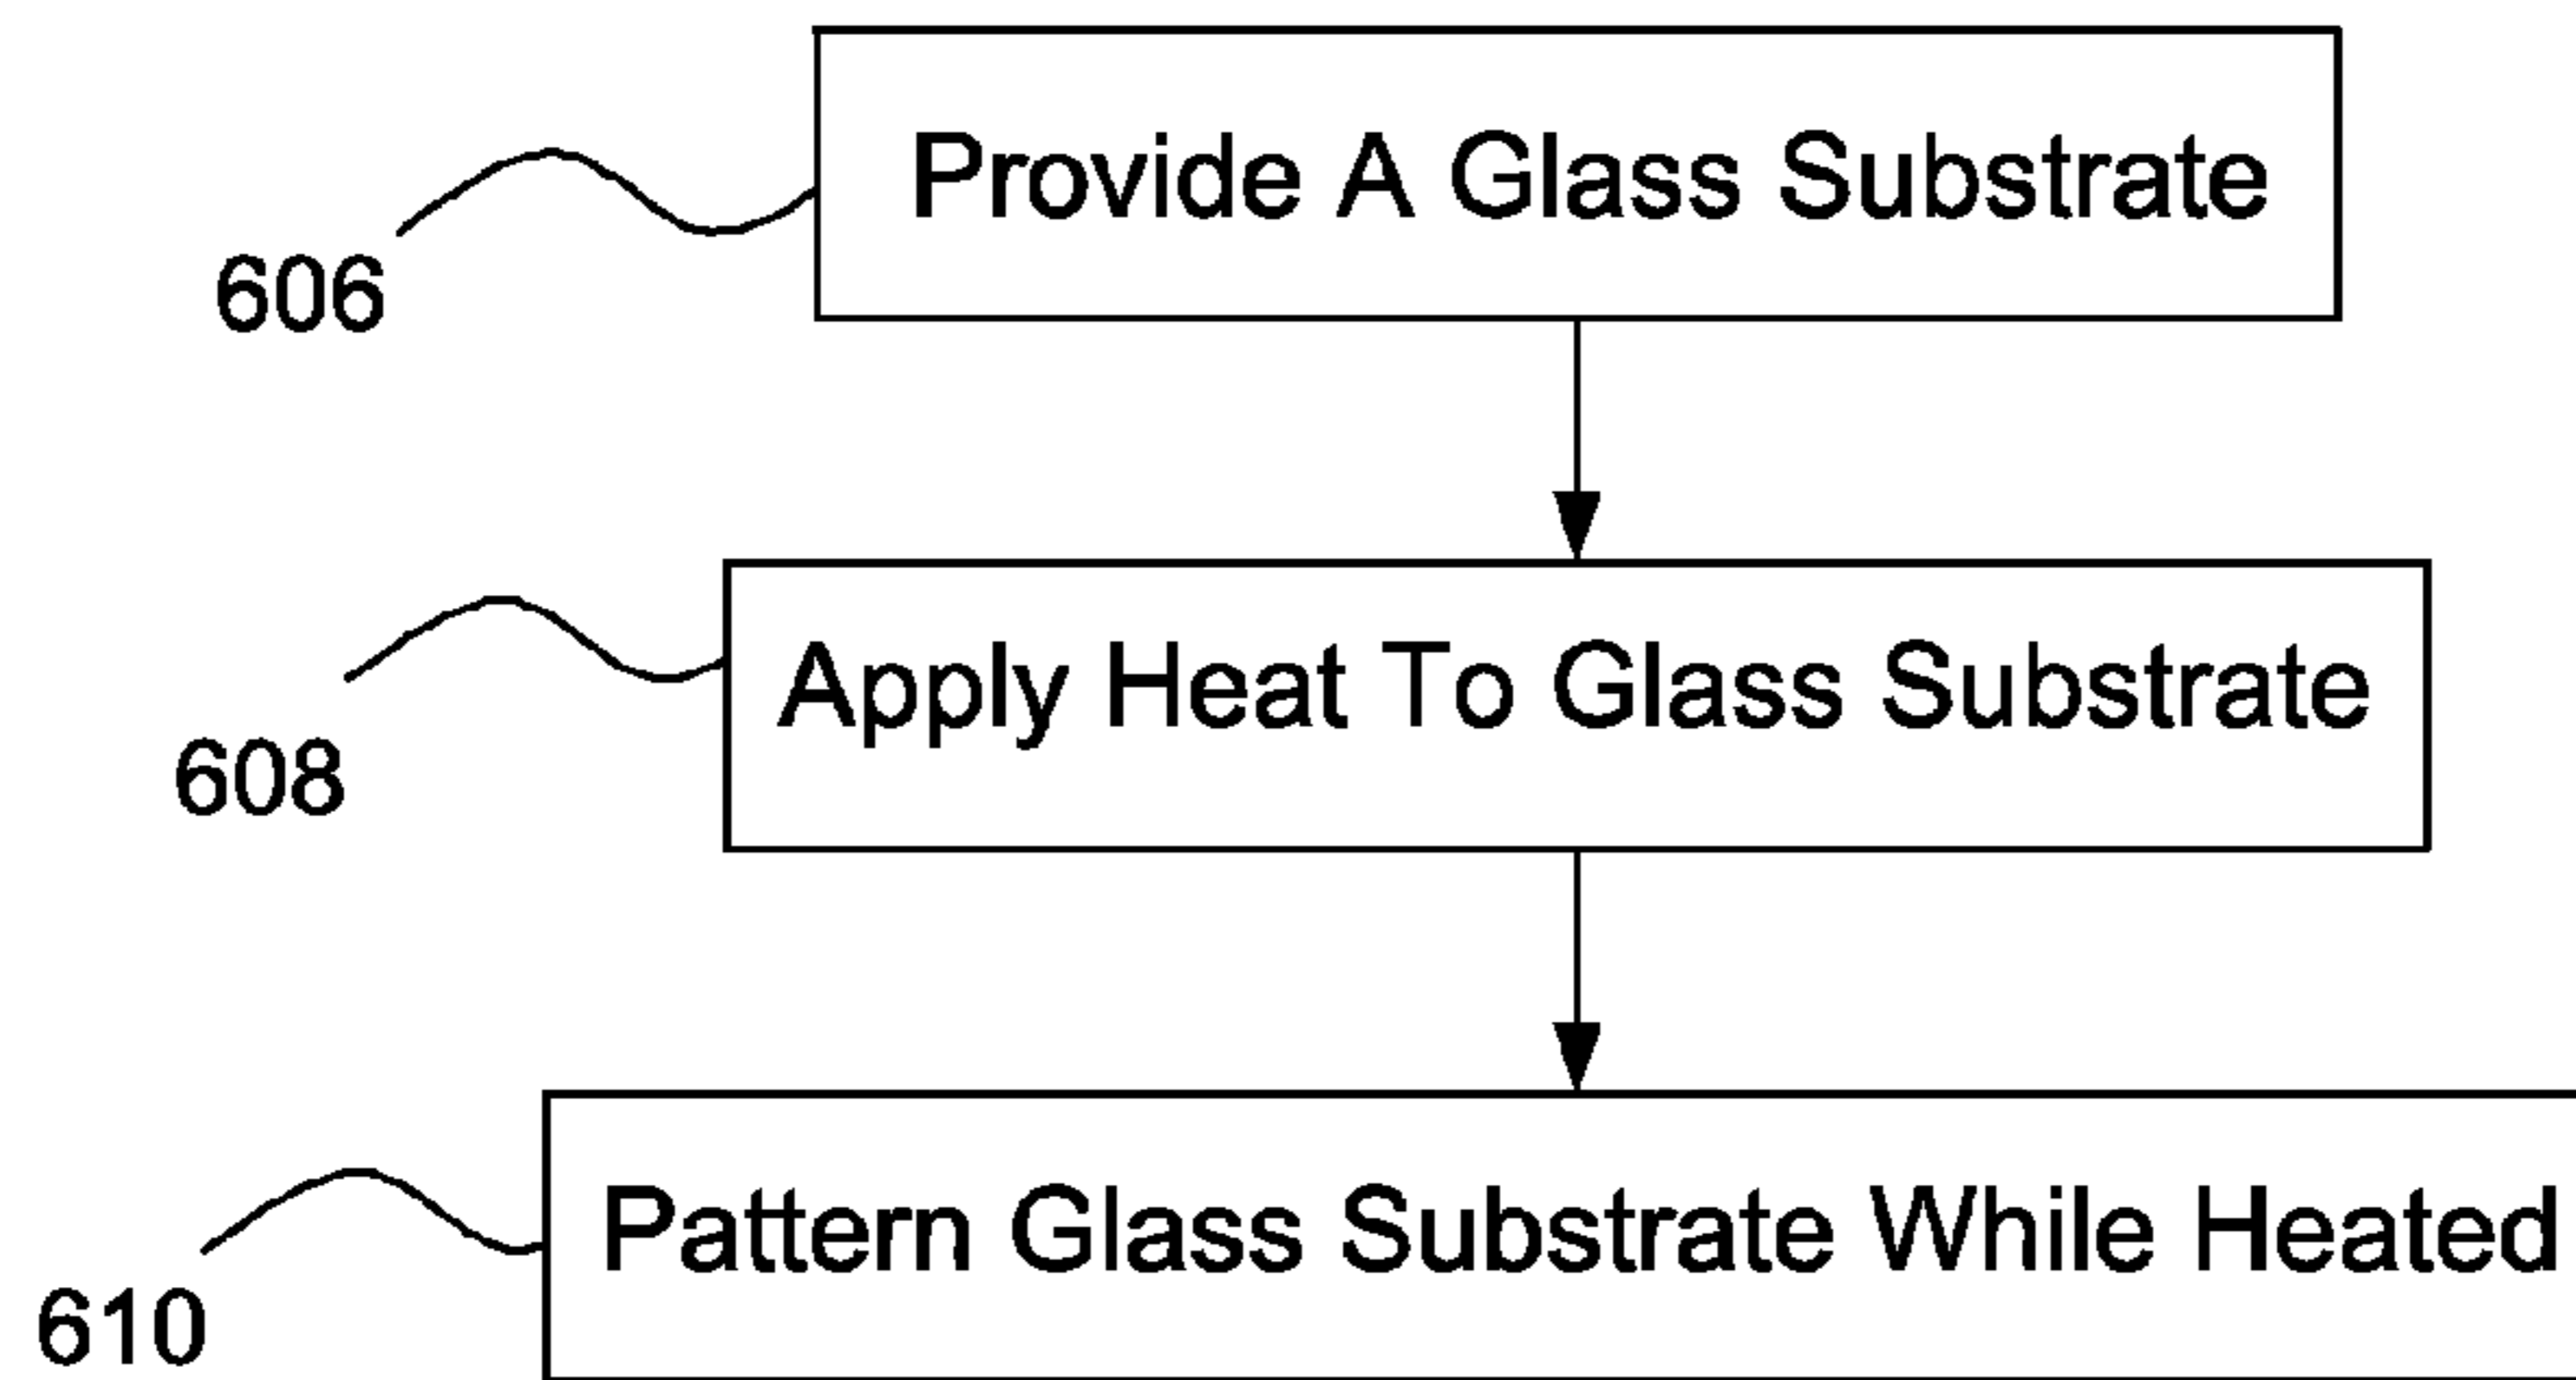 Provide A Glass Substrate
606
Apply Heat To Glass Substrate
608
Pattern Glass Substrate While Heated
610